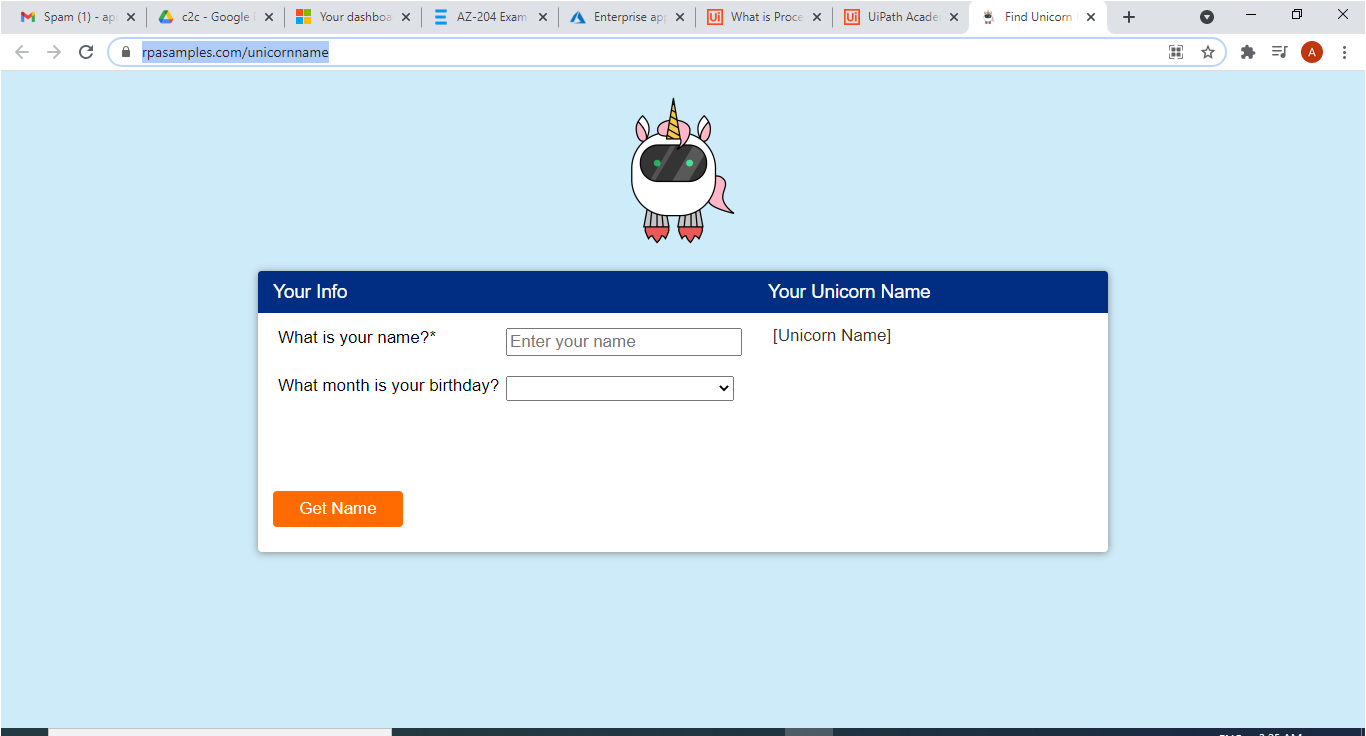 Spam (1) - ap
c2c - Google
Your dashboa
AZ-204 Exam
Enterprise ap
What is Proce
UiPath Acade
Find Unicorn
rpasamples.com/unicornname
A
Your Info
Your Unicorn Name
What is your name?*
Enter your name
[Unicorn Name]
What month is your birthday?
Get Name